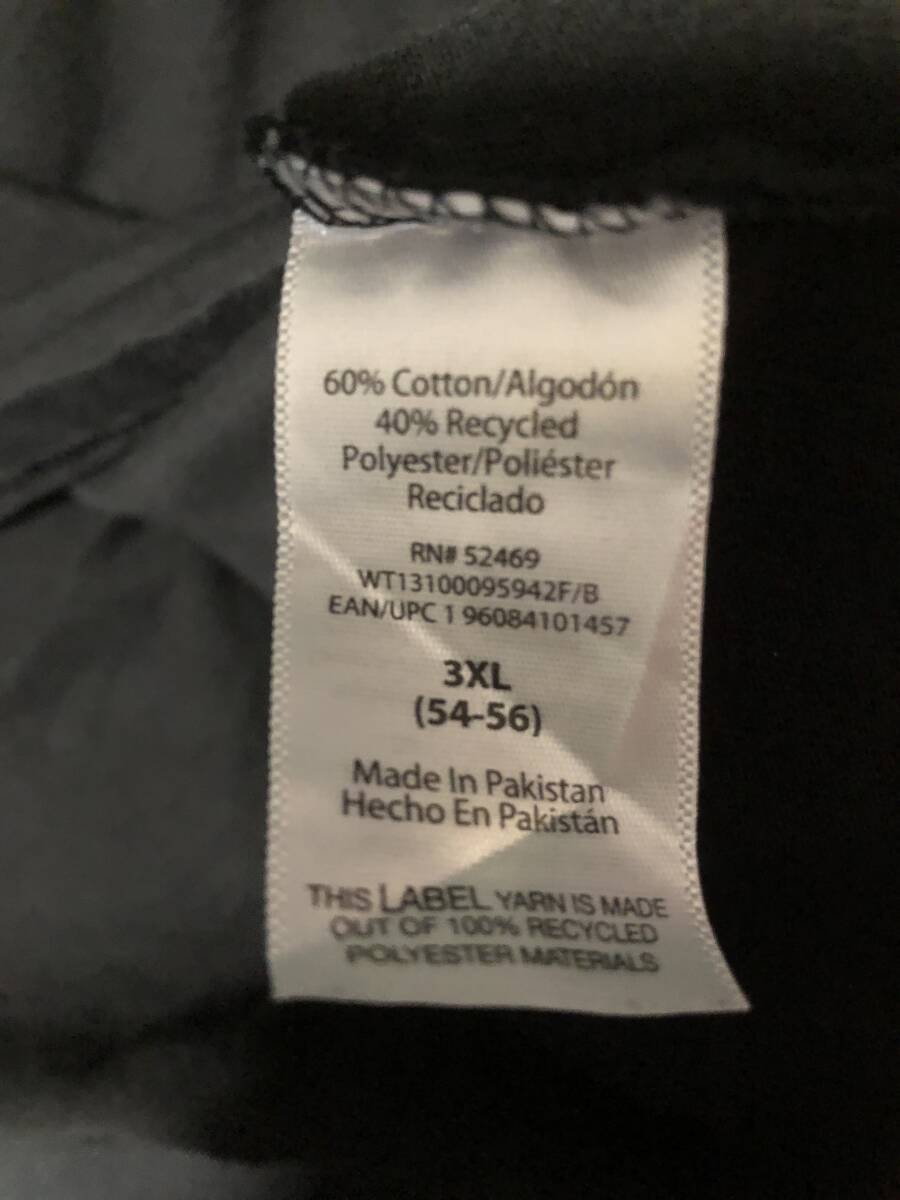 60% Cotton/Algodón
40% Recycled
Polyester/Poliéster
Reciclado
RN# 52469
WT13100095942F/B
EAN/UPC 1 96084101457
3XL
(54-56)
Made In Pakistan
Hecho En Pakistán
THIS LABEL YARN IS MADE
OUT OF 100% RECYCLED
POLYESTER MATERIALS